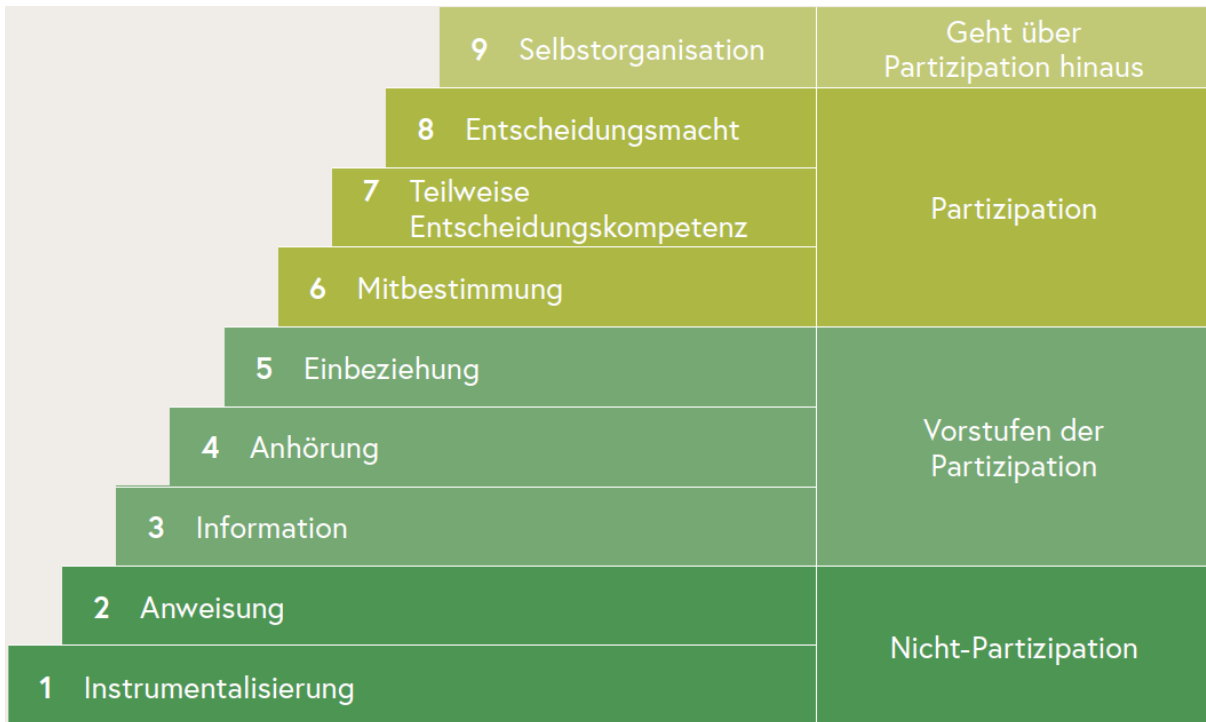 9 Selbstorganisation
Geht über
Partizipation hinaus
8 Entscheidungsmacht
7 Teilweise
Entscheidungskompetenz
6 Mitbestimmung
Partizipation
5 Einbeziehung
4 Anhörung
3 Information
Vorstufen der
Partizipation
2 Anweisung
1 Instrumentalisierung
Nicht-Partizipation